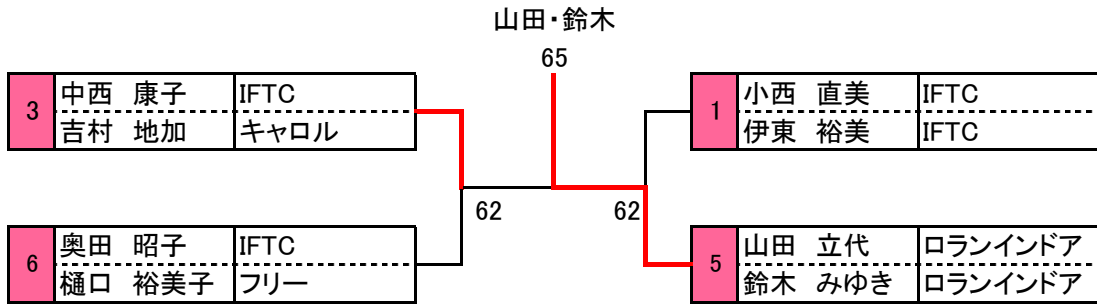 山田・鈴木
65
3 中西 康子 IFTC
吉村 地加 キャロル
6 奥田 昭子 IFTC
樋口 裕美子 フリー
62
62
1 小西 直美 IFTC
伊東 裕美 IFTC
5 山田 立代 ロランインドア
鈴木 みゆき ロランインドア